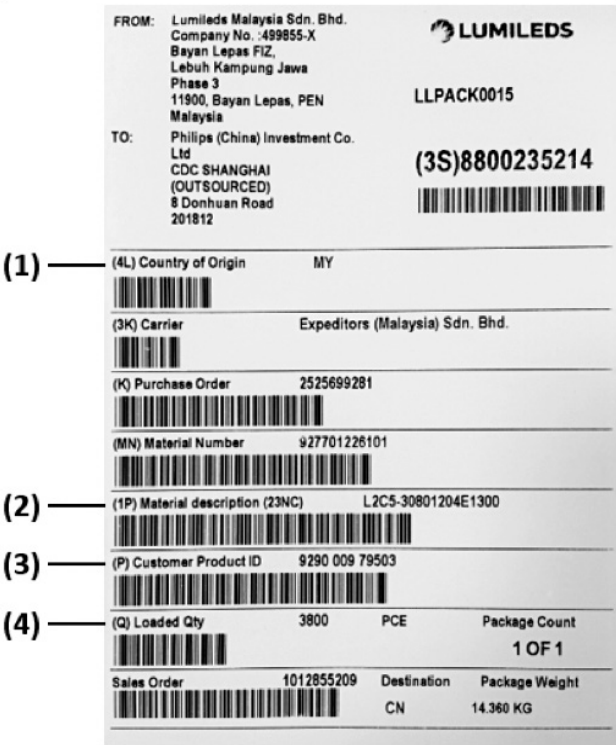 FROM: Lumileds Malaysia Sdn. Bhd.
Company No. :499855-X
Bayan Lepas FIZ,
Lebuh Kampung Jawa
Phase 3
11900, Bayan Lepas, PEN
Malaysia
LUMILEDS
LLPACK0015
TO: Philips (China) Investment Co.
Ltd
CDC SHANGHAI
(OUTSOURCED)
8 Donhuan Road
201812
(3S)8800235214
(1) (4L) Country of Origin MY
(3K) Carrier Expeditors (Malaysia) Sdn. Bhd.
(K) Purchase Order 2525699281
(MN) Material Number 927701226101
(2) (1P) Material description (23NC) L2C5-30801204E1300
(3) (P) Customer Product ID 9290 009 79503
(4) (Q) Loaded Qty 3800 PCE Package Count
1 OF 1
Sales Order 1012855209 Destination Package Weight
CN 14.360 KG